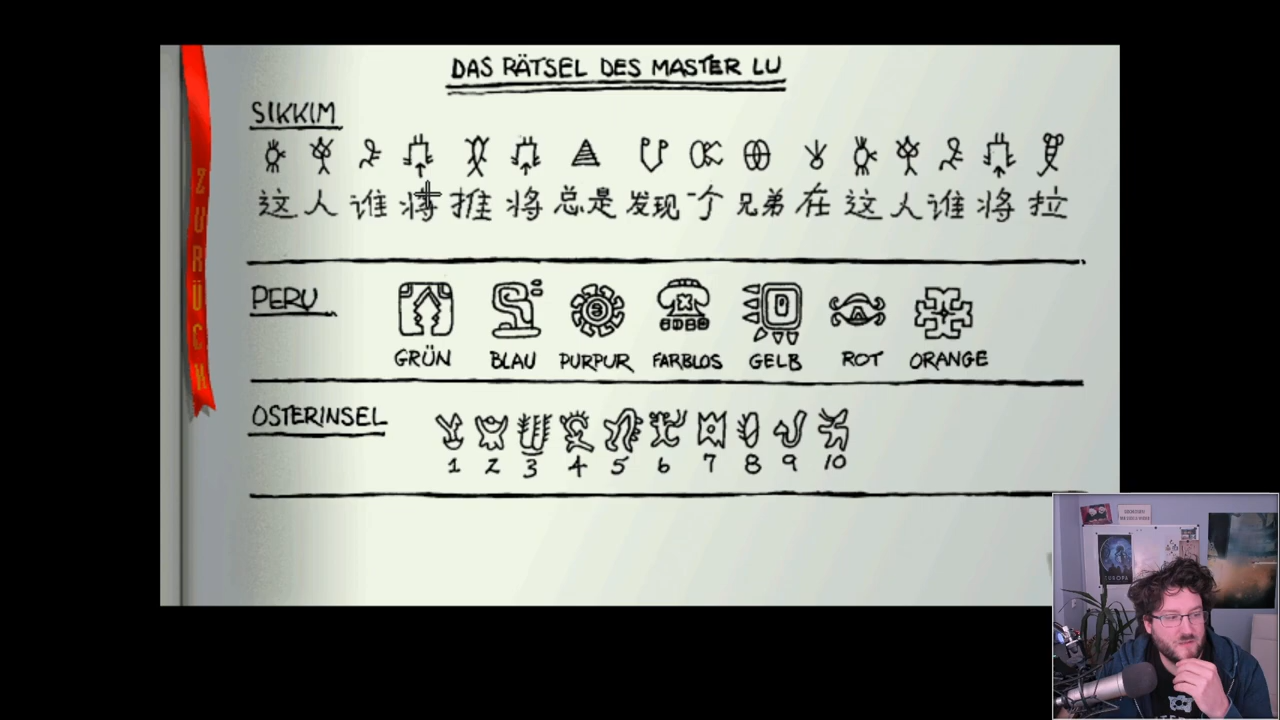 DAS RÄTSEL DES MASTER LU
SIKKIM
这 人 谁 将 推 将 总是 发现 一个 兄弟 在 这 人 谁 将 拉
PERU
GRÜN BLAU PURPUR FARBLOS GELB ROT ORANGE
OSTERINSEL
1 2 3 4 5 6 7 8 9 10
ZURÜCK